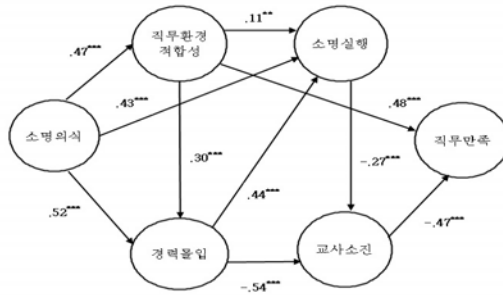 직무환경
적합성
.11**
소명실행
.47***
.43***
.48***
소명의식
직무만족
.30***
.44***
-.27***
.52***
-.47***
경력몰입
교사소진
-.54***